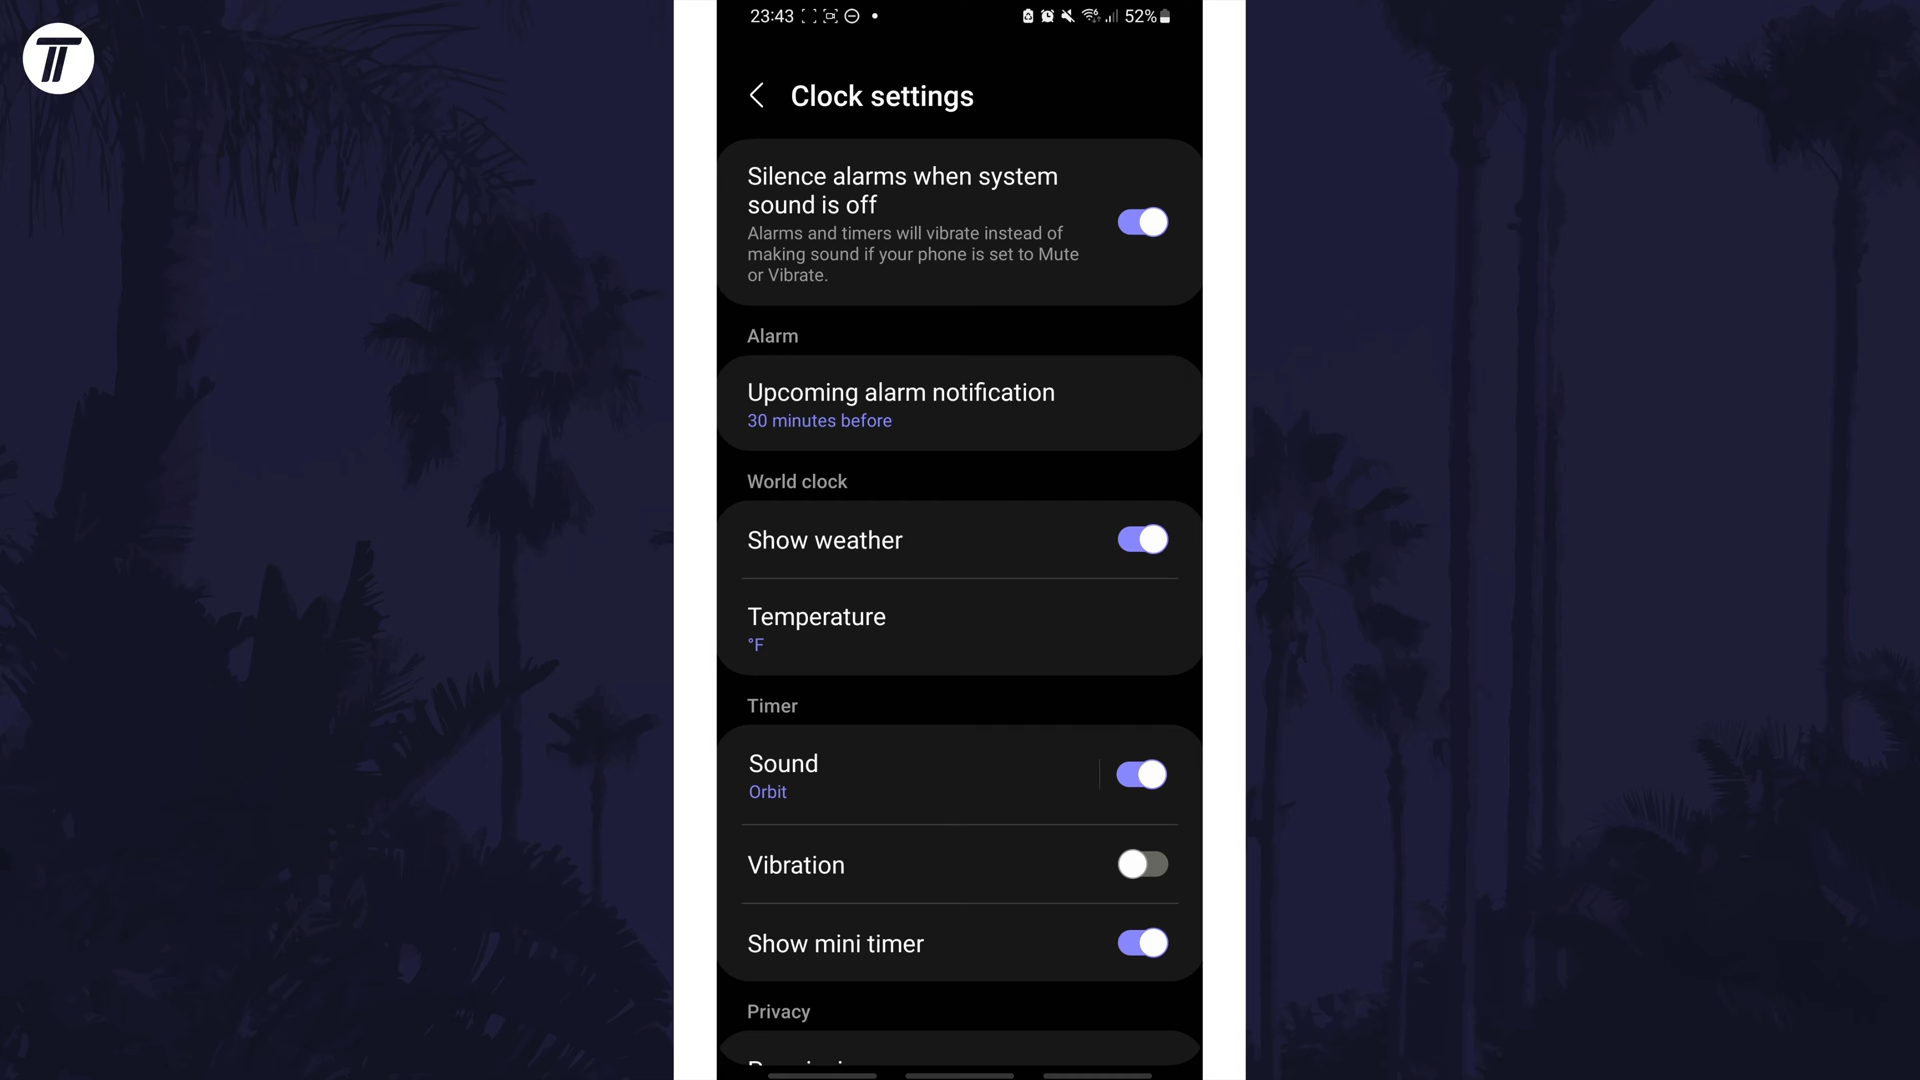 23:43 52%
Clock settings
Silence alarms when system
sound is off
Alarms and timers will vibrate instead of
making sound if your phone is set to Mute
or Vibrate.
Alarm
Upcoming alarm notification
30 minutes before
World clock
Show weather
Temperature
°F
Timer
Sound
Orbit
Vibration
Show mini timer
Privacy